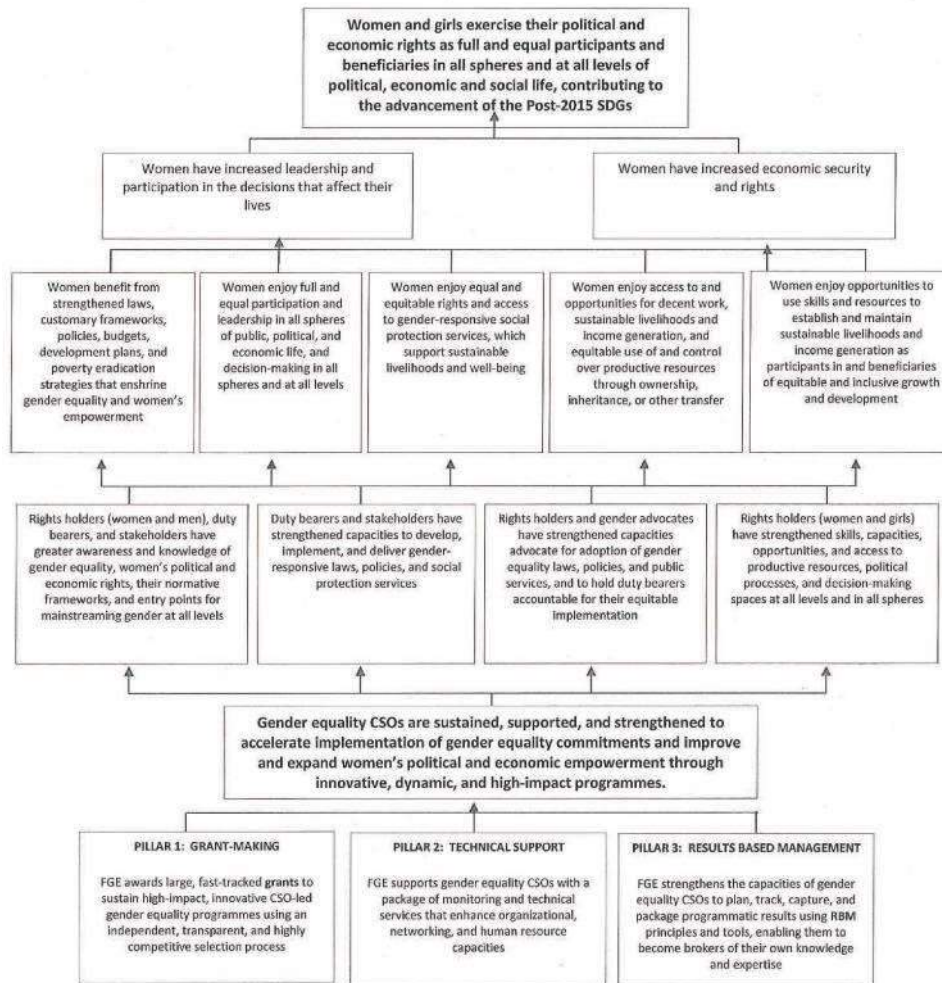 Women and girls exercise their political and
economic rights as full and equal participants and
beneficiaries in all spheres and at all levels of
political, economic and social life, contributing to
the advancement of the Post-2015 SDGs
Women have increased leadership and
participation in the decisions that affect their
lives
Women have increased economic security
and rights
Women benefit from
strengthened laws,
customary frameworks,
policies, budgets,
development plans, and
poverty eradication
strategies that enshrine
gender equality and women's
empowerment
Women enjoy full and
equal participation and
leadership in all spheres
of public, political, and
economic life, and
decision-making in all
spheres and at all levels
Women enjoy equal and
equitable rights and access
to gender-responsive social
protection services, which
support sustainable
livelihoods and well-being
Women enjoy access to and
opportunities for decent work,
sustainable livelihoods and
income generation, and
equitable use of and control
over productive resources
through ownership,
inheritance, or other transfer
Women enjoy opportunities to
use skills and resources to
establish and maintain
sustainable livelihoods and
income generation as
participants in and beneficiaries
of equitable and inclusive growth
and development
Rights holders (women and men), duty
bearers, and stakeholders have
greater awareness and knowledge of
gender equality, women's political and
economic rights, their normative
frameworks, and entry points for
mainstreaming gender at all levels
Duty bearers and stakeholders have
strengthened capacities to develop,
implement, and deliver gender-
responsive laws, policies, and social
protection services
Rights holders and gender advocates
have strengthened capacities
advocate for adoption of gender
equality laws, policies, and public
services, and to hold duty bearers
accountable for their equitable
implementation
Rights holders (women and girls)
have strengthened skills, capacities,
opportunities, and access to
productive resources, political
processes, and decision-making
spaces at all levels and in all spheres
Gender equality CSOs are sustained, supported, and strengthened to
accelerate implementation of gender equality commitments and improve
and expand women's political and economic empowerment through
innovative, dynamic, and high-impact programmes.
PILLAR 1: GRANT-MAKING
FGE awards large, fast-tracked grants to
sustain high-impact, innovative CSO-led
gender equality programmes using an
independent, transparent, and highly
competitive selection process
PILLAR 2: TECHNICAL SUPPORT
FGE supports gender equality CSOs with a
package of monitoring and technical
services that enhance organizational,
networking, and human resource
capacities
PILLAR 3: RESULTS BASED MANAGEMENT
FGE strengthens the capacities of gender
equality CSOs to plan, track, capture, and
package programmatic results using RBM
principles and tools, enabling them to
become brokers of their own knowledge
and expertise